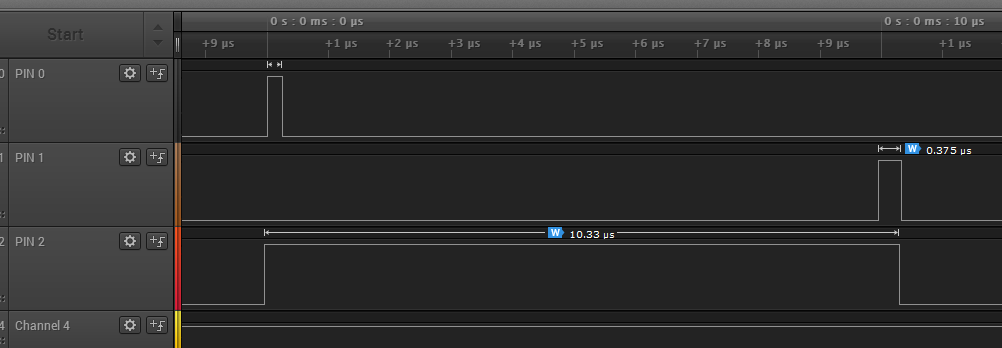 Start
0 s : 0 ms : 0 µs
0 s : 0 ms : 10 µs
+9 µs
+1 µs
+2 µs
+3 µs
+4 µs
+5 µs
+6 µs
+7 µs
+8 µs
+9 µs
+1 µs
0 PIN 0
1 PIN 1
W 0.375 µs
2 PIN 2
W 10.33 µs
4 Channel 4